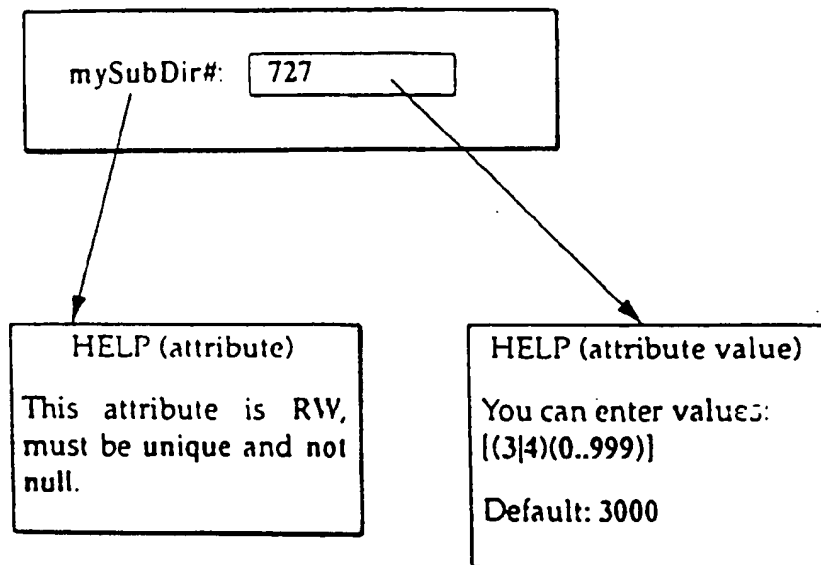 mySubDir#: 727
HELP (attribute)
This attribute is RW,
must be unique and not
null.
HELP (attribute value)
You can enter values:
[(3|4)(0..999)]
Default: 3000